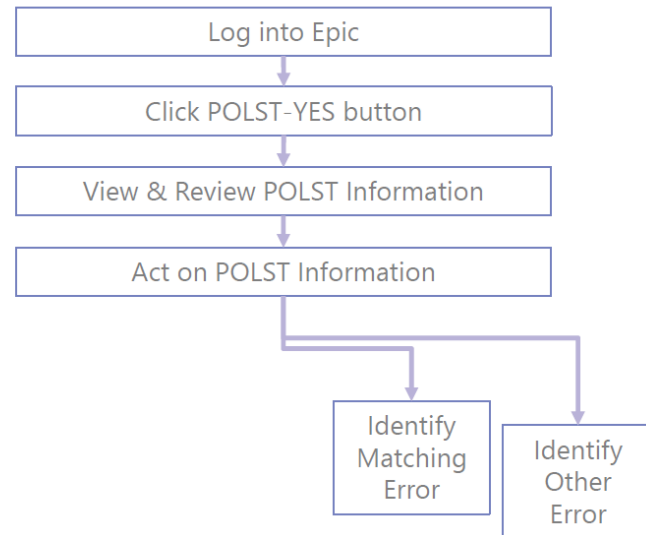 Log into Epic
Click POLST-YES button
View & Review POLST Information
Act on POLST Information
Identify
Matching
Error
Identify
Other
Error